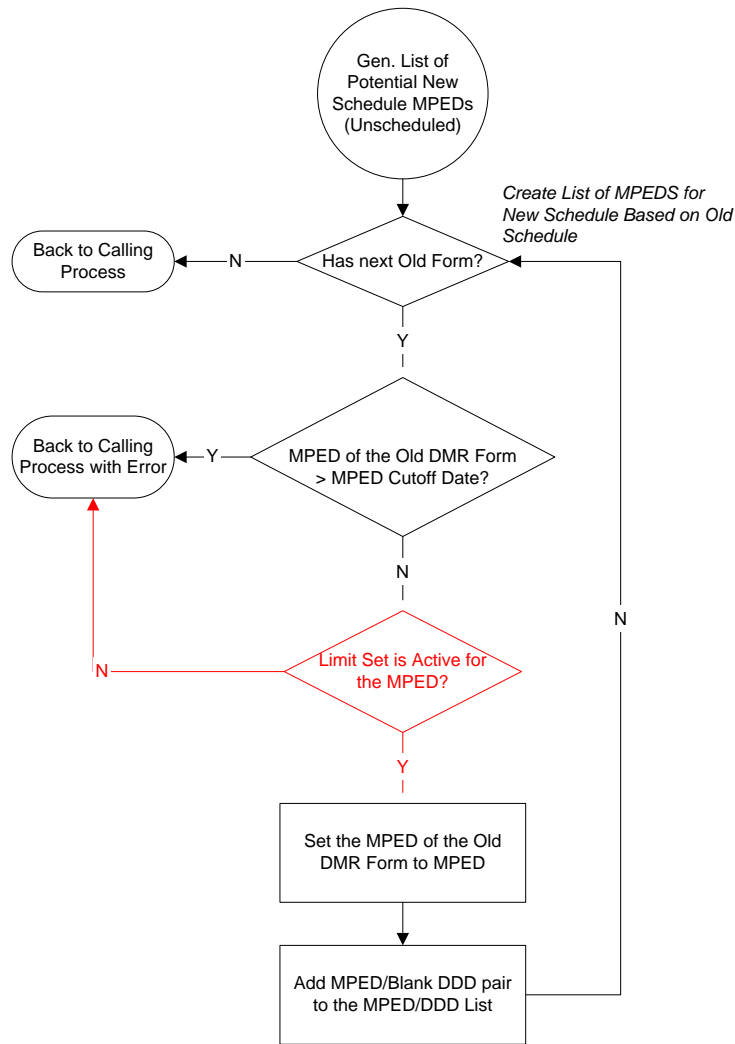 Gen. List of
Potential New
Schedule MPEDs
(Unscheduled)
Create List of MPEDS for
New Schedule Based on Old
Schedule
Back to Calling
Process
N
Has next Old Form?
Y
Back to Calling
Process with Error
Y
MPED of the Old DMR Form
> MPED Cutoff Date?
N
N
Limit Set is Active for
the MPED?
N
Y
Set the MPED of the Old
DMR Form to MPED
Add MPED/Blank DDD pair
to the MPED/DDD List